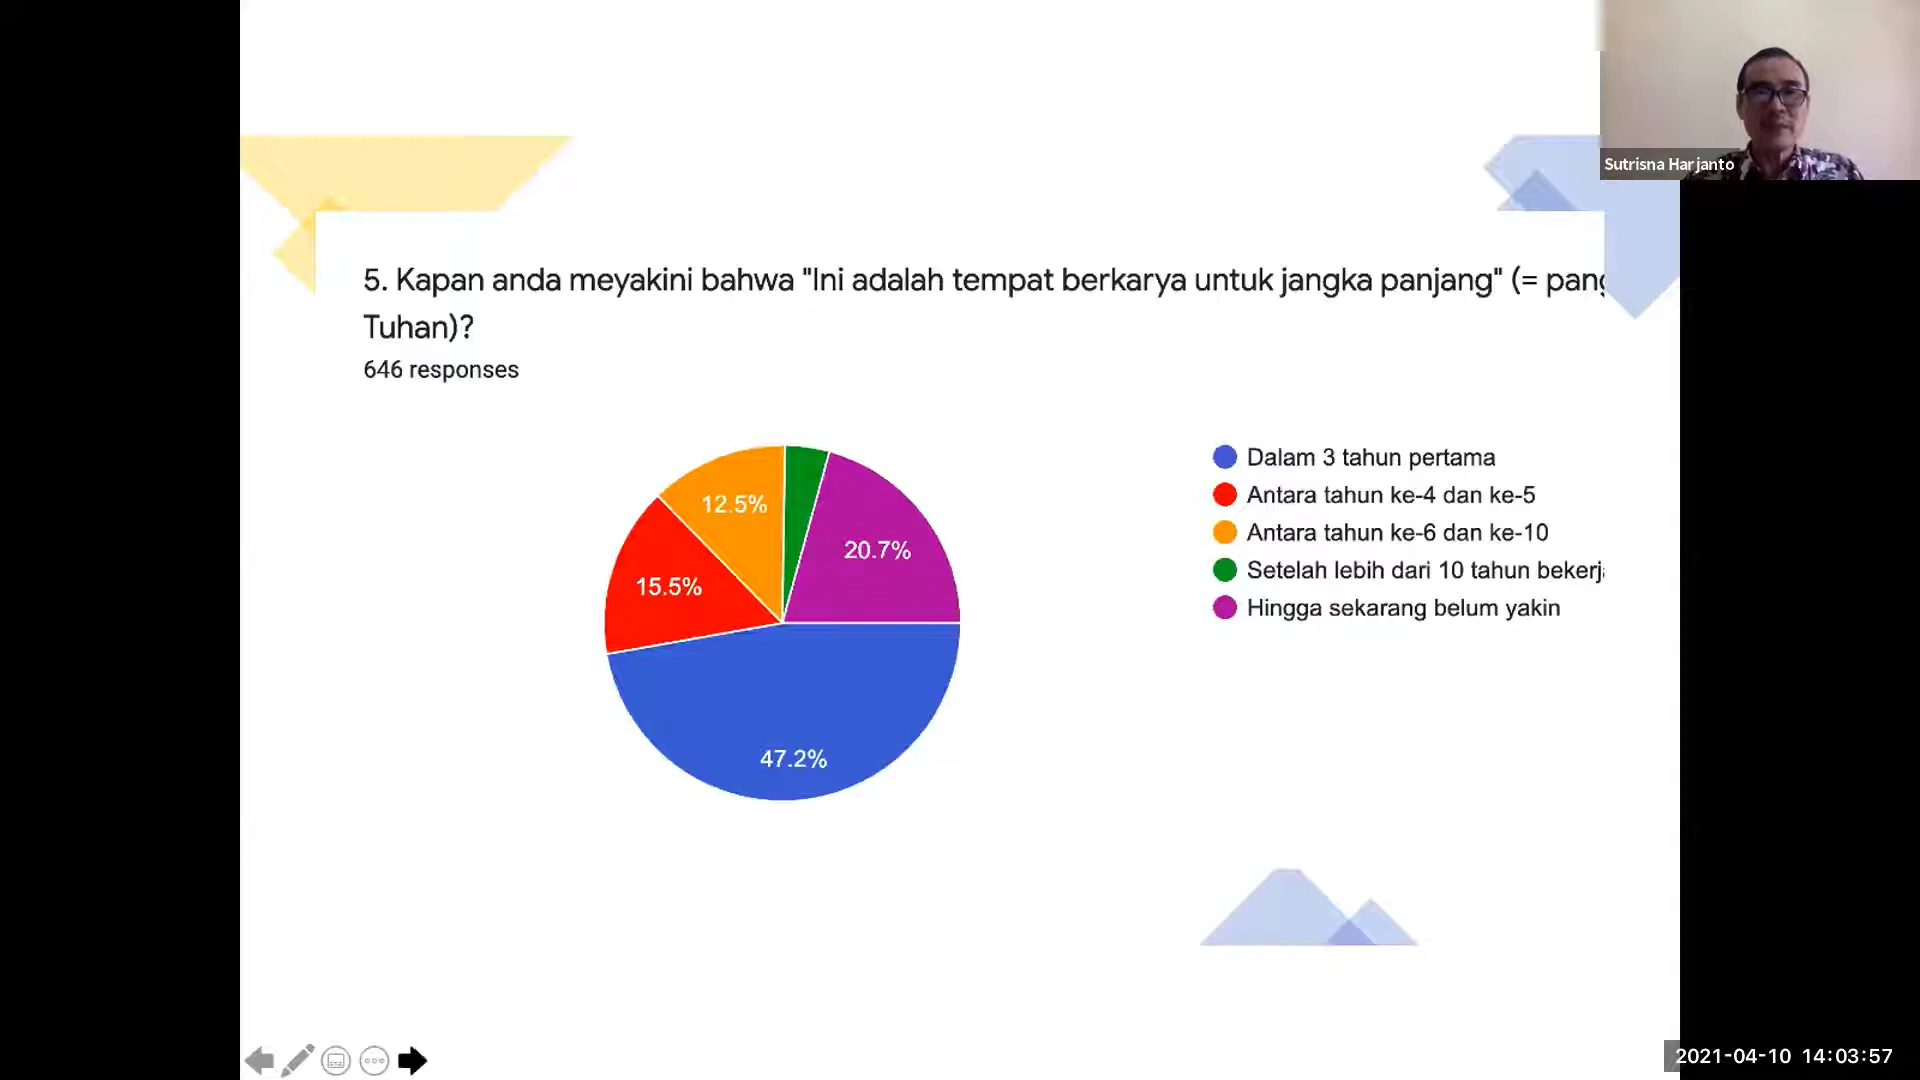 Sutrisna Harjanto
5. Kapan anda meyakini bahwa "Ini adalah tempat berkarya untuk jangka panjang" (=
Tuhan)?
646 responses
12.5%
20.7%
15.5%
47.2%
Dalam 3 tahun pertama
Antara tahun ke-4 dan ke-5
Antara tahun ke-6 dan ke-10
Setelah lebih dari 10 tahun
Hingga sekarang belum yakin
2021-04-10 14:03:57